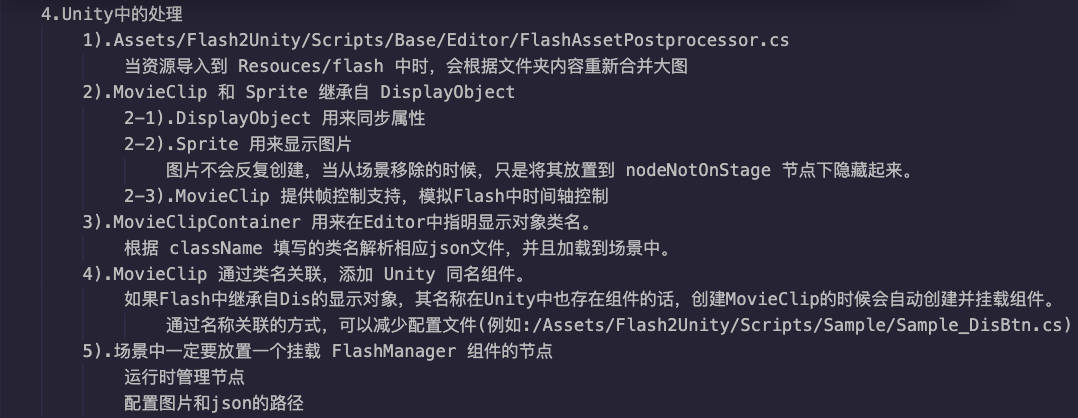 4.Unity中的处理
1).Assets/Flash2Unity/Scripts/Base/Editor/FlashAssetPostprocessor.cs
当资源导入到 Resouces/flash 中时，会根据文件夹内容重新合并大图
2).MovieClip 和 Sprite 继承自 DisplayObject
2-1).DisplayObject 用来同步属性
2-2).Sprite 用来显示图片
图片不会反复创建，当从场景移除的时候，只是将其放置到 nodeNotOnStage 节点下隐藏起来。
2-3).MovieClip 提供帧控制支持，模拟Flash中时间轴控制
3).MovieClipContainer 用来在Editor中指明显示对象类名。
根据 className 填写的类名解析相应json文件，并且加载到场景中。
4).MovieClip 通过类名关联，添加 Unity 同名组件。
如果Flash中继承自Dis的显示对象，其名称在Unity中也存在组件的话，创建MovieClip的时候会自动创建并挂载组件。
通过名称关联的方式，可以减少配置文件(例如:/Assets/Flash2Unity/Scripts/Sample/Sample_DisBtn.cs)
5).场景中一定要放置一个挂载 FlashManager 组件的节点
运行时管理节点
配置图片和json的路径